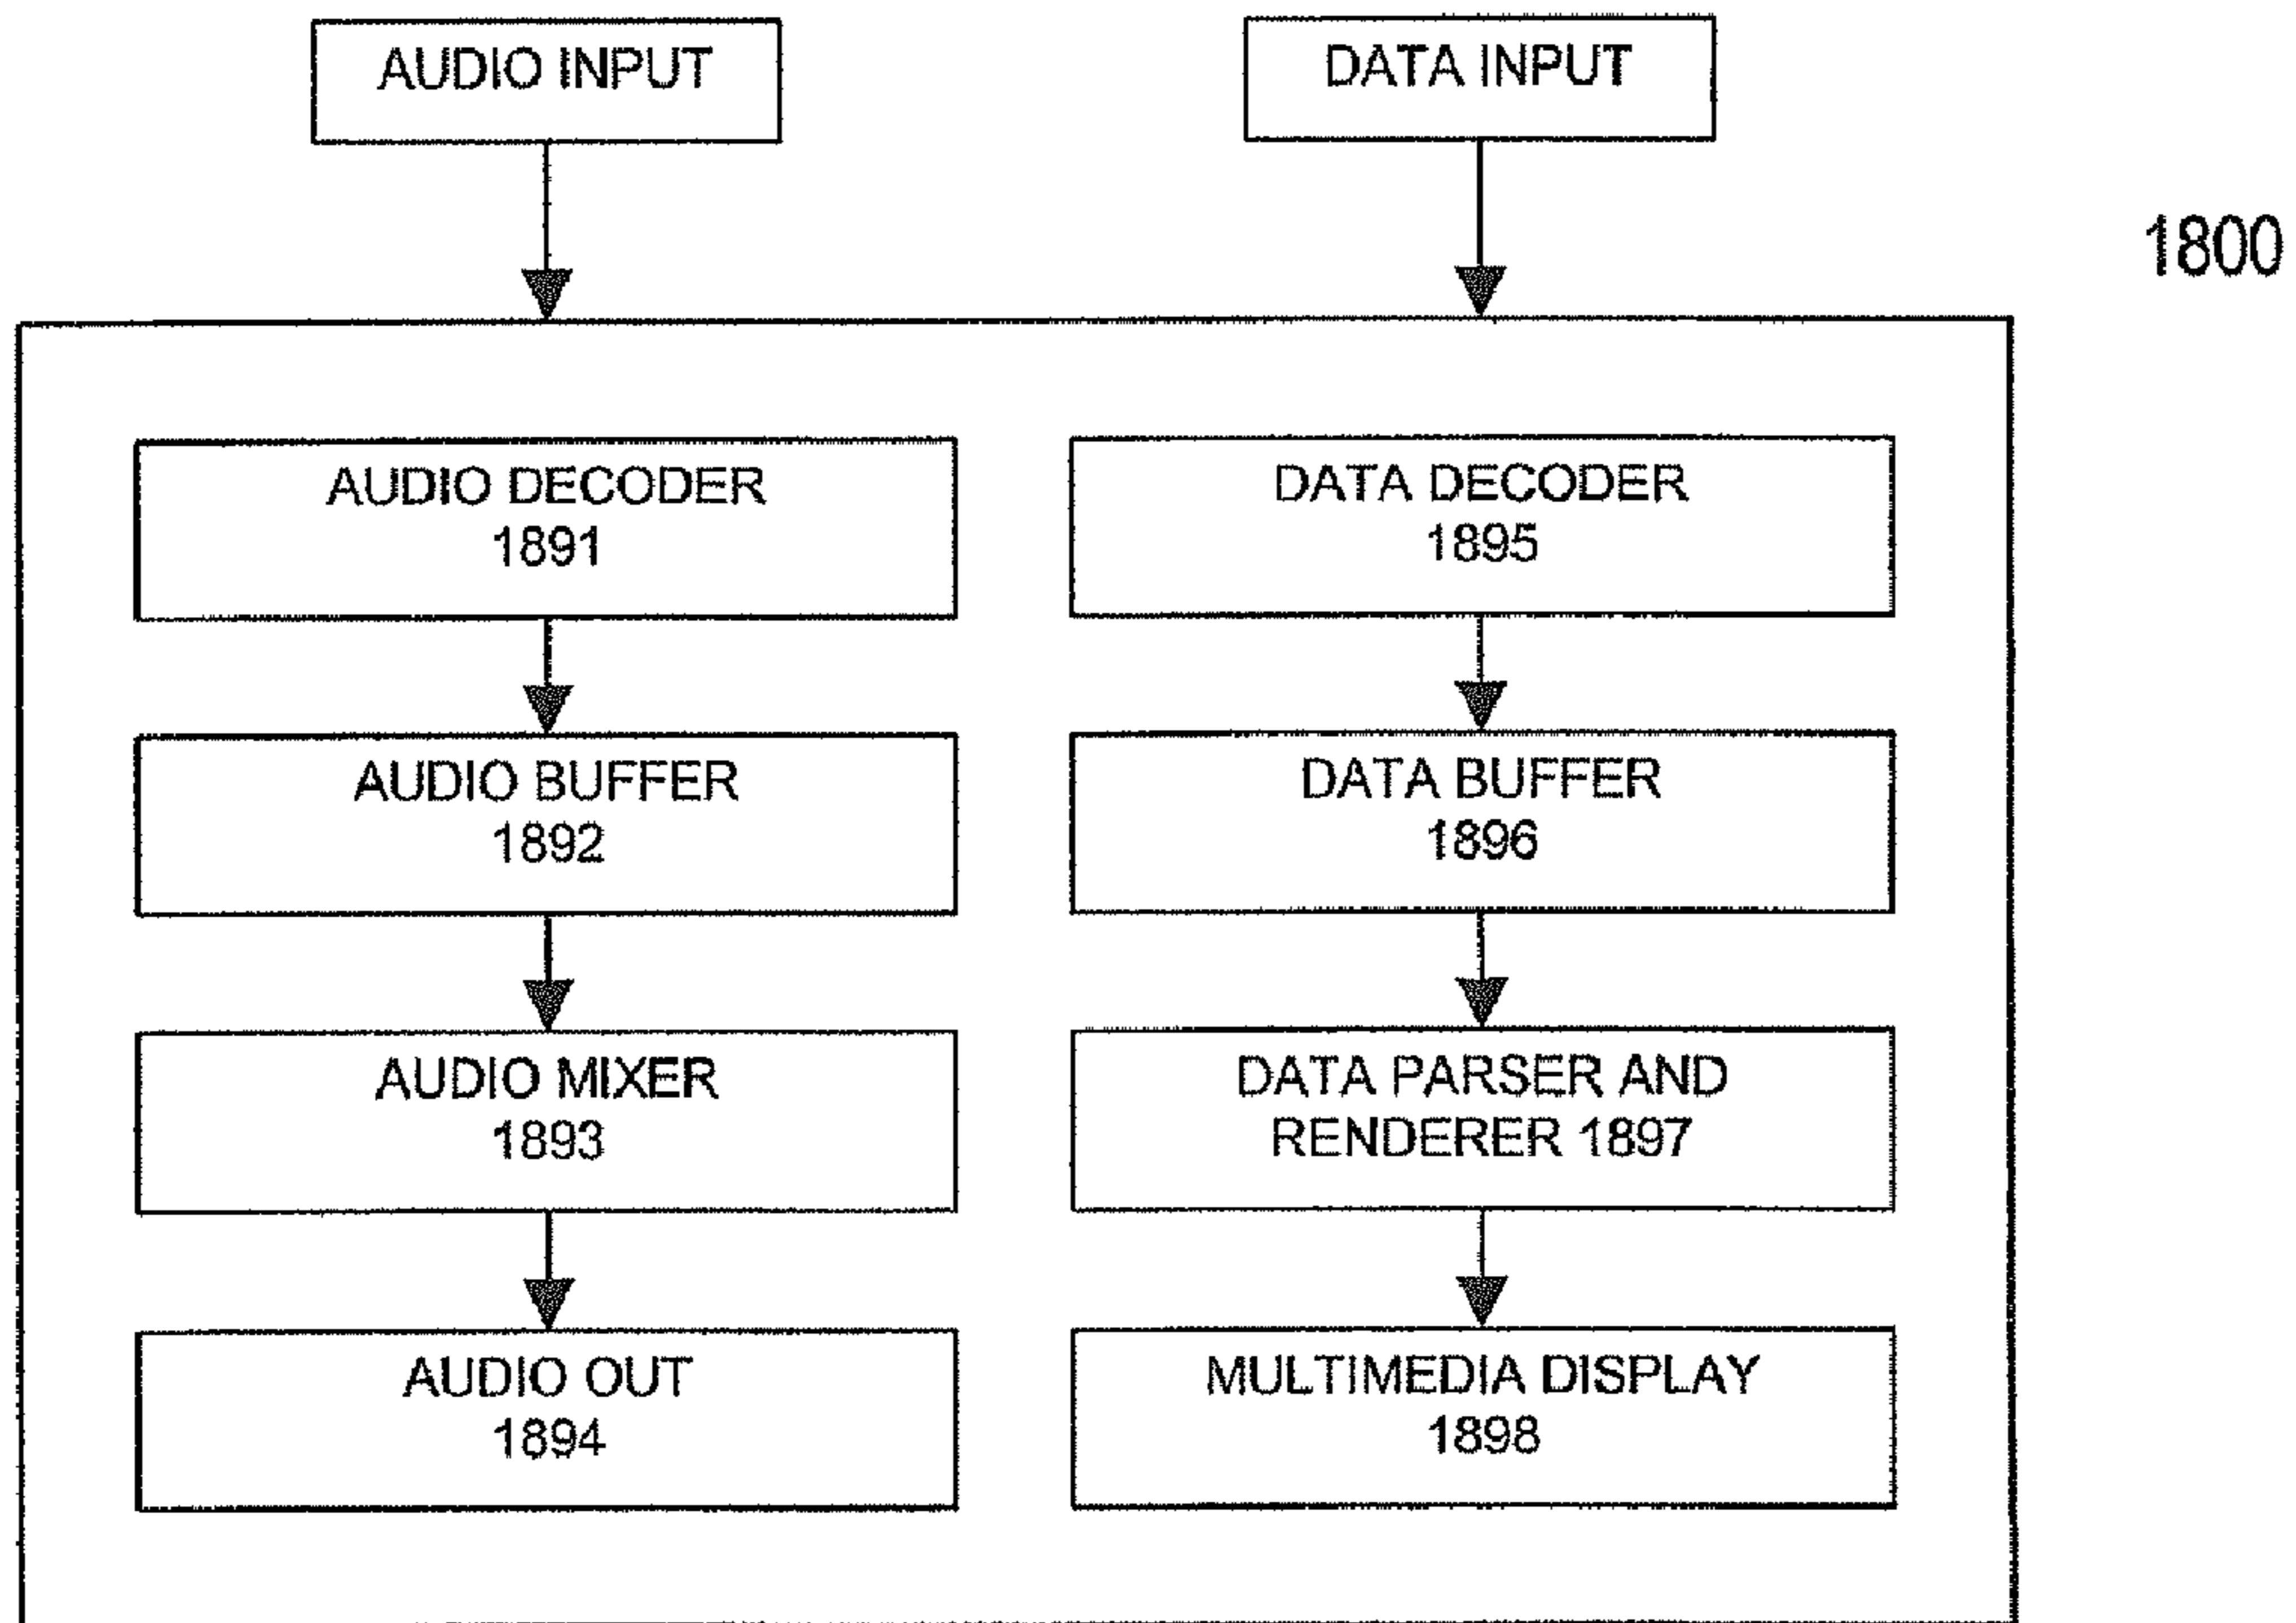 AUDIO INPUT
DATA INPUT
1800
AUDIO DECODER
1891
DATA DECODER
1895
AUDIO BUFFER
1892
DATA BUFFER
1896
AUDIO MIXER
1893
DATA PARSER AND
RENDERER 1897
AUDIO OUT
1894
MULTIMEDIA DISPLAY
1898